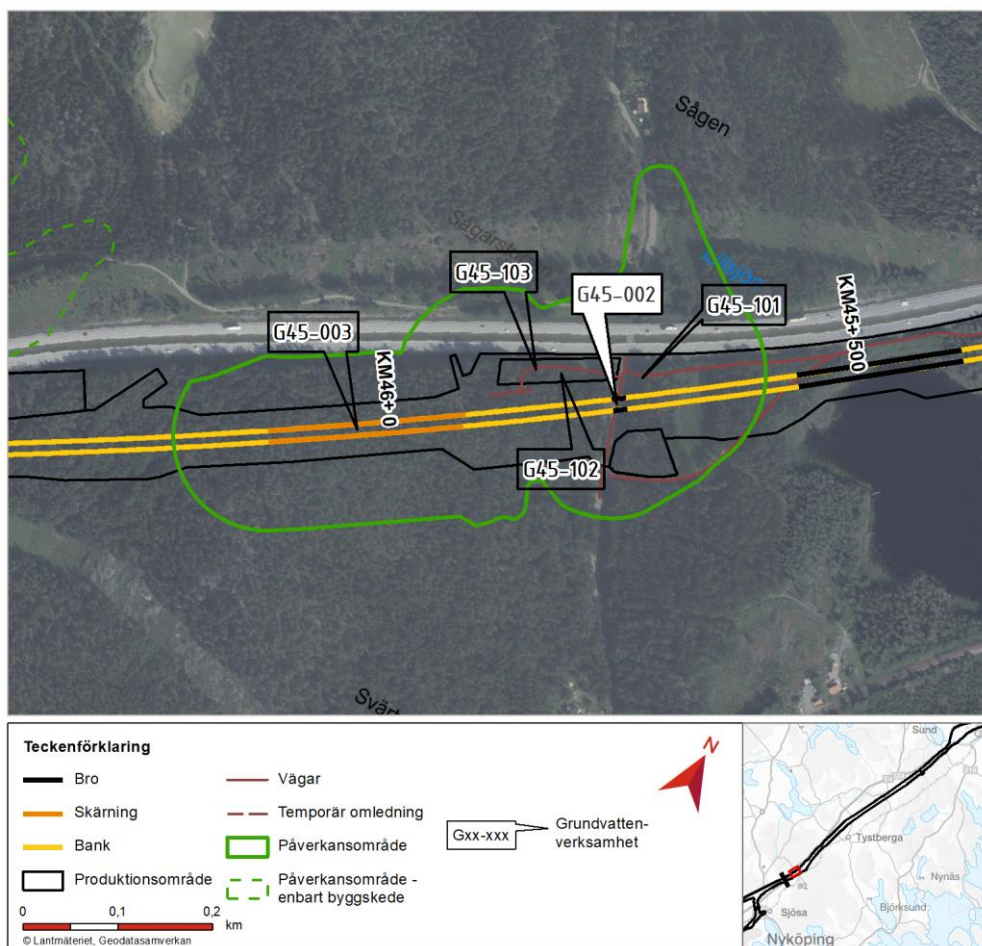 Sågen
G45-103
G45-002
G45-101
G45-003
KM46+0
KM45+500
G45-102
Teckenförklaring
Bro
Skärning
Bank
Produktionsområde
Vägar
Temporär omledning
Påverkansområde
Påverkansområde -
enbart byggskede
Gxx-xxx
Grundvatten-
verksamhet
N
0
0,1
0,2
km
© Lantmäteriet, Geodatasamverkan
Sund
Tystberga
Nynäs
Björksund
Sjösa
Nyköping